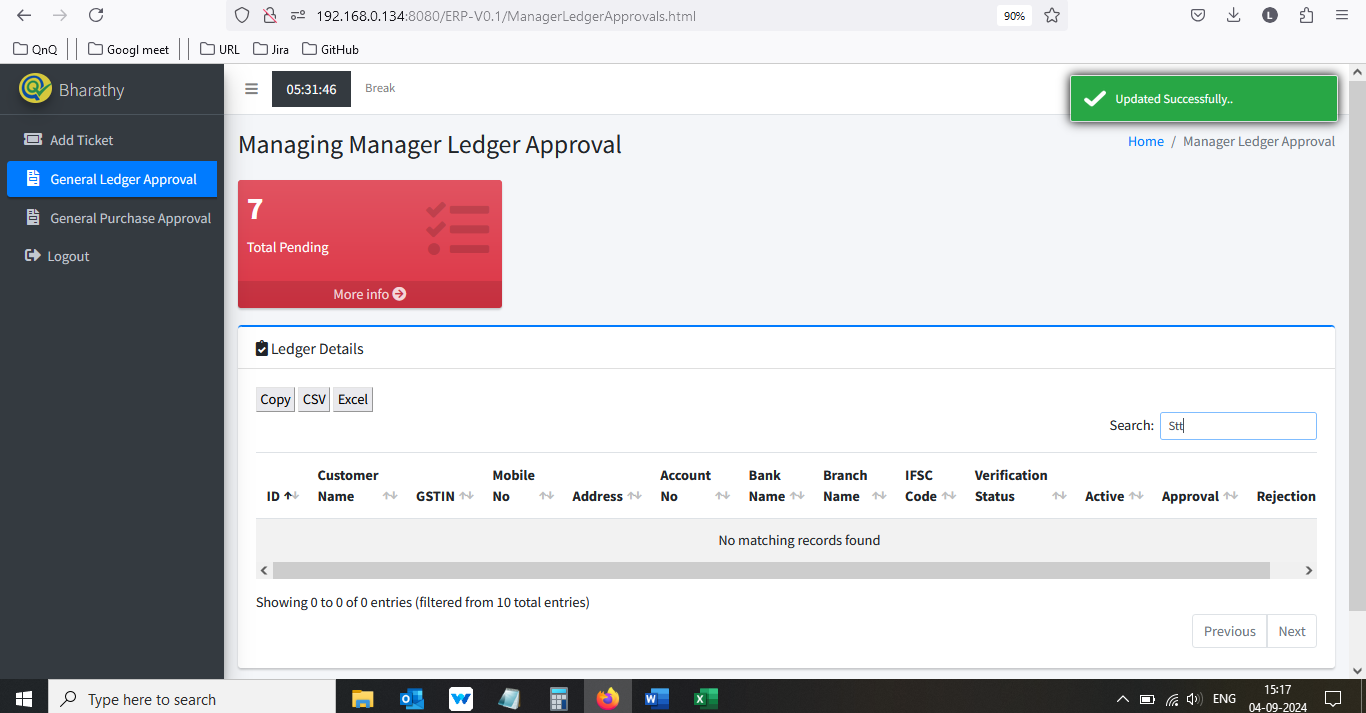 192.168.0.134:8080/ERP-V0.1/ManagerLedgerApprovals.html
90%
L
QnQ
Googl meet
URL
Jira
GitHub
Bharathy
05:31:46
Break
Updated Successfully..
Add Ticket
General Ledger Approval
General Purchase Approval
Logout
Managing Manager Ledger Approval
Home / Manager Ledger Approval
7
Total Pending
More info
Ledger Details
Copy
CSV
Excel
Search:
Stt
ID
Customer
Name
GSTIN
Mobile
No
Address
Account
No
Bank
Name
Branch
Name
IFSC
Code
Verification
Status
Active
Approval
Rejection
No matching records found
Showing 0 to 0 of 0 entries (filtered from 10 total entries)
Previous
Next
Type here to search
ENG
15:17
04-09-2024